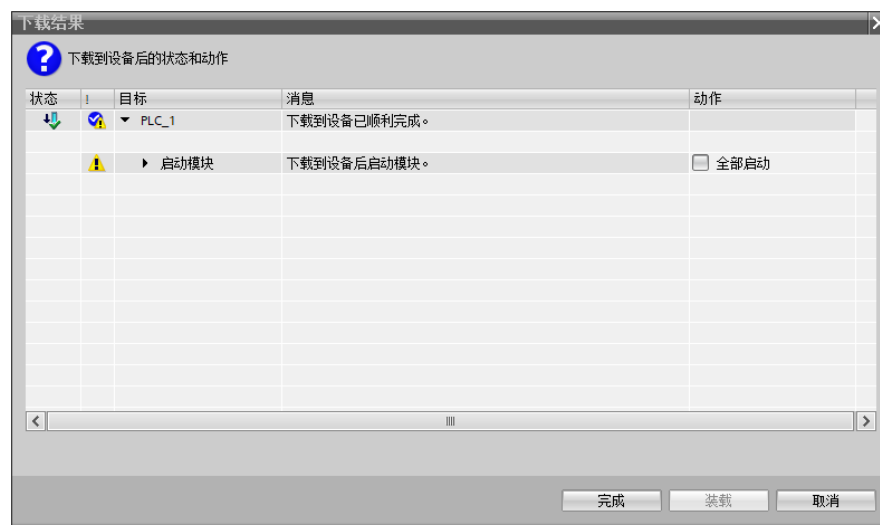 下载结果
下载到设备后的状态和动作
状态 ! 目标 消息 动作
PLC_1 下载到设备已顺利完成。
启动模块 下载到设备后启动模块。 全部启动
完成 装载 取消